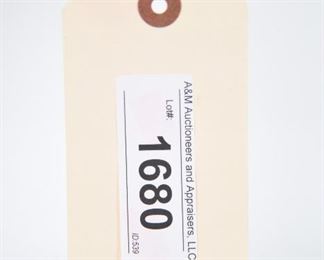 A&M Auctioneers and Appraisers, LLC
Lot#:
1680
ID:539